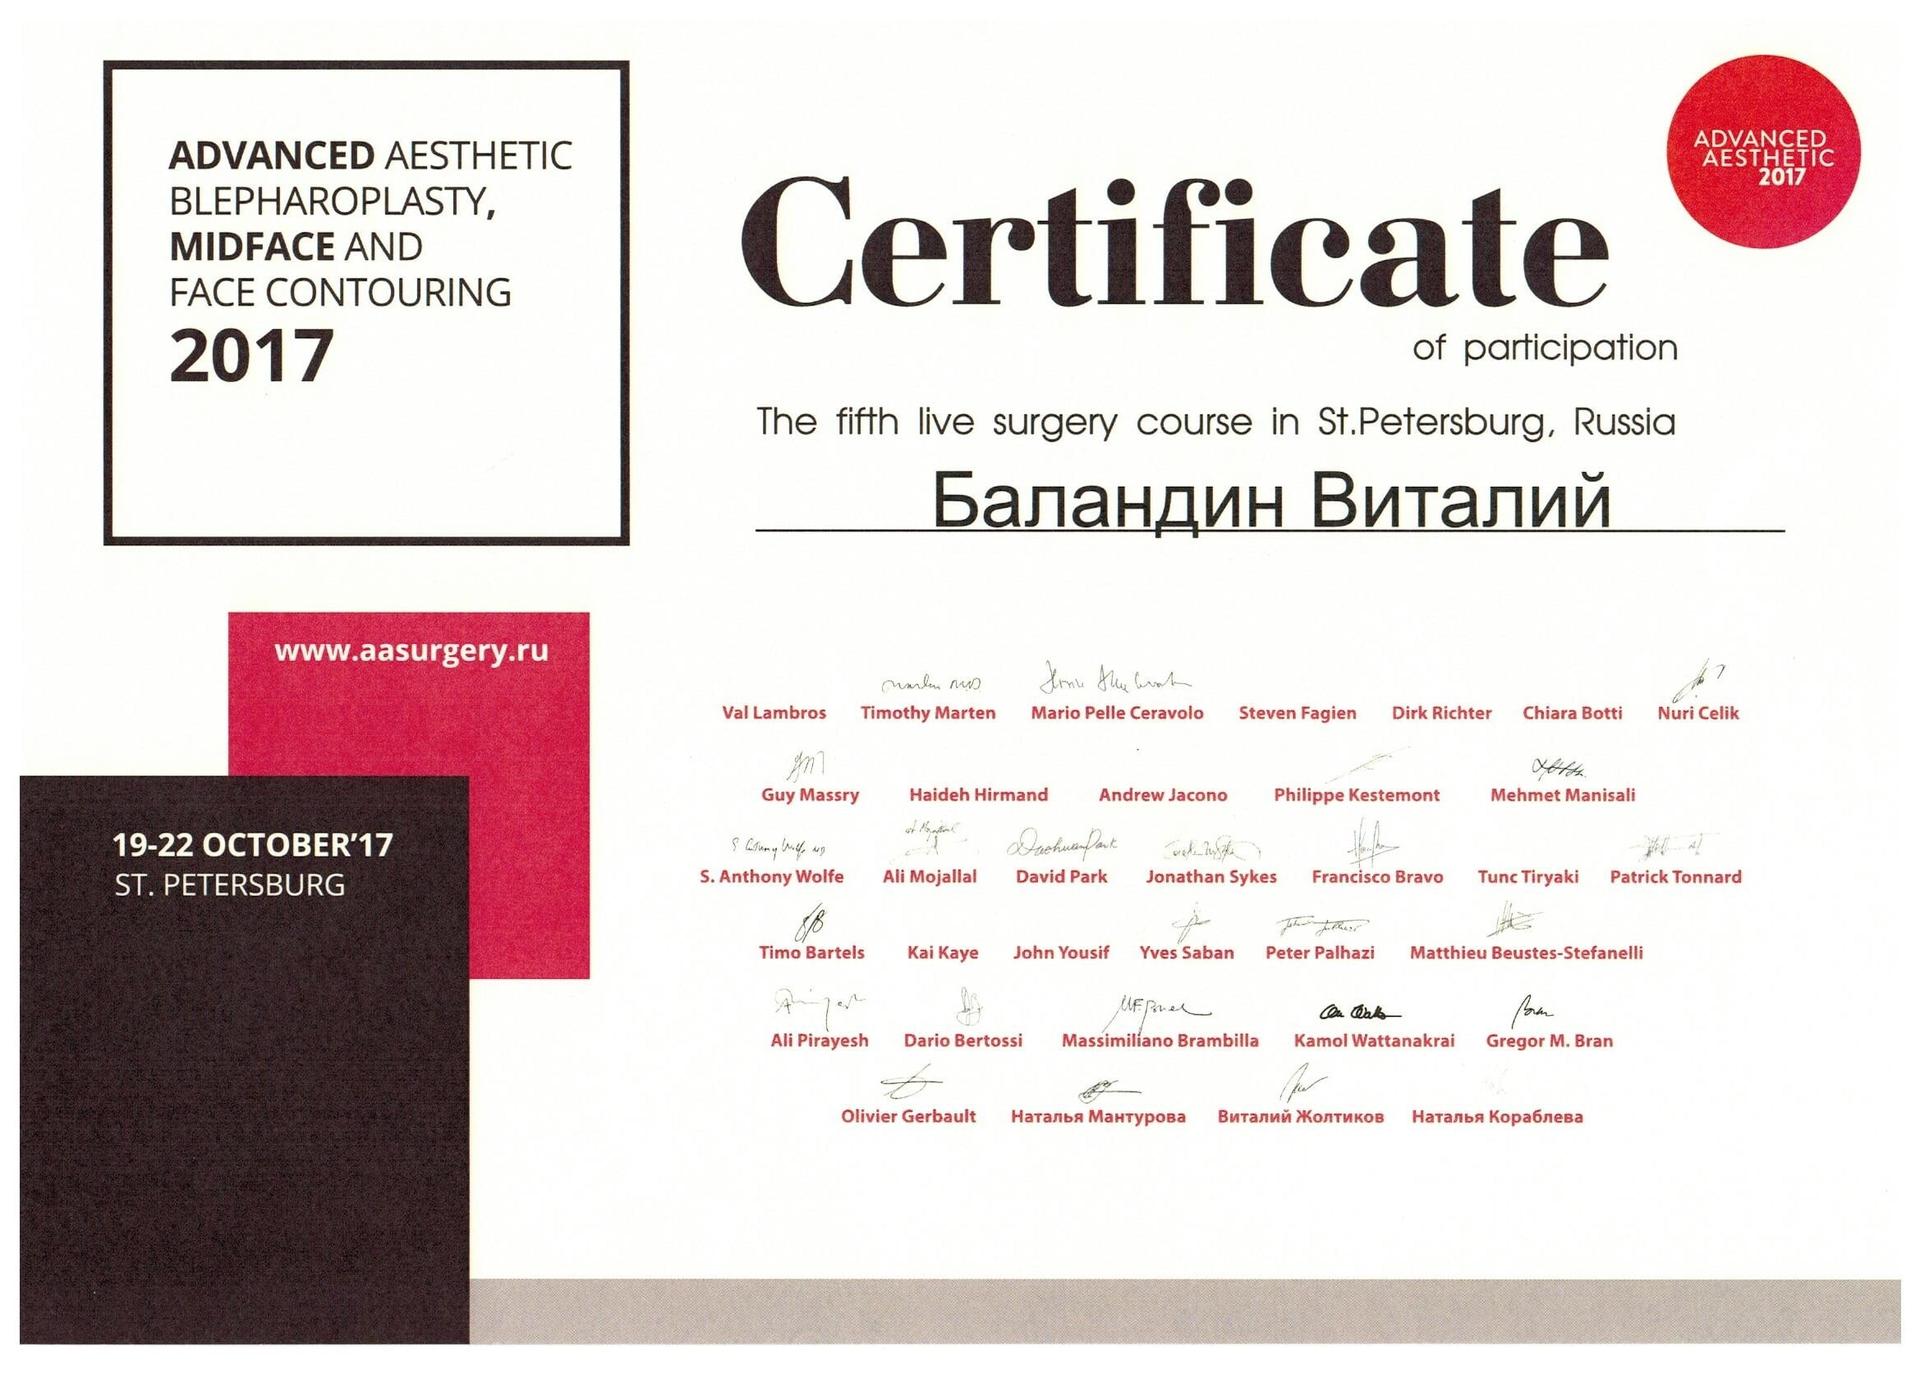 ADVANCED AESTHETIC
BLEPHAROPLASTY,
MIDFACE AND
FACE CONTOURING
2017
ADVANCED
AESTHETIC
2017
Certificate
of participation
The fifth live surgery course in St.Petersburg, Russia
Баландин Виталий
www.aasurgery.ru
19-22 OCTOBER'17
ST. PETERSBURG
Val Lambros Timothy Marten Mario Pelle Ceravolo Steven Fagien Dirk Richter Chiara Botti Nuri Celik
Guy Massry Haideh Hirmand Andrew Jacono Philippe Kestemont Mehmet Manisali
S. Anthony Wolfe Ali Mojallal David Park Jonathan Sykes Francisco Bravo Tunc Tiryaki Patrick Tonnard
Timo Bartels Kai Kaye John Yousif Yves Saban Peter Palhazi Matthieu Beustes-Stefanelli
Ali Pirayesh Dario Bertossi Massimiliano Brambilla Kamol Wattanakrai Gregor M. Bran
Olivier Gerbault Наталья Мантурова Виталий Жолтиков Наталья Кораблева